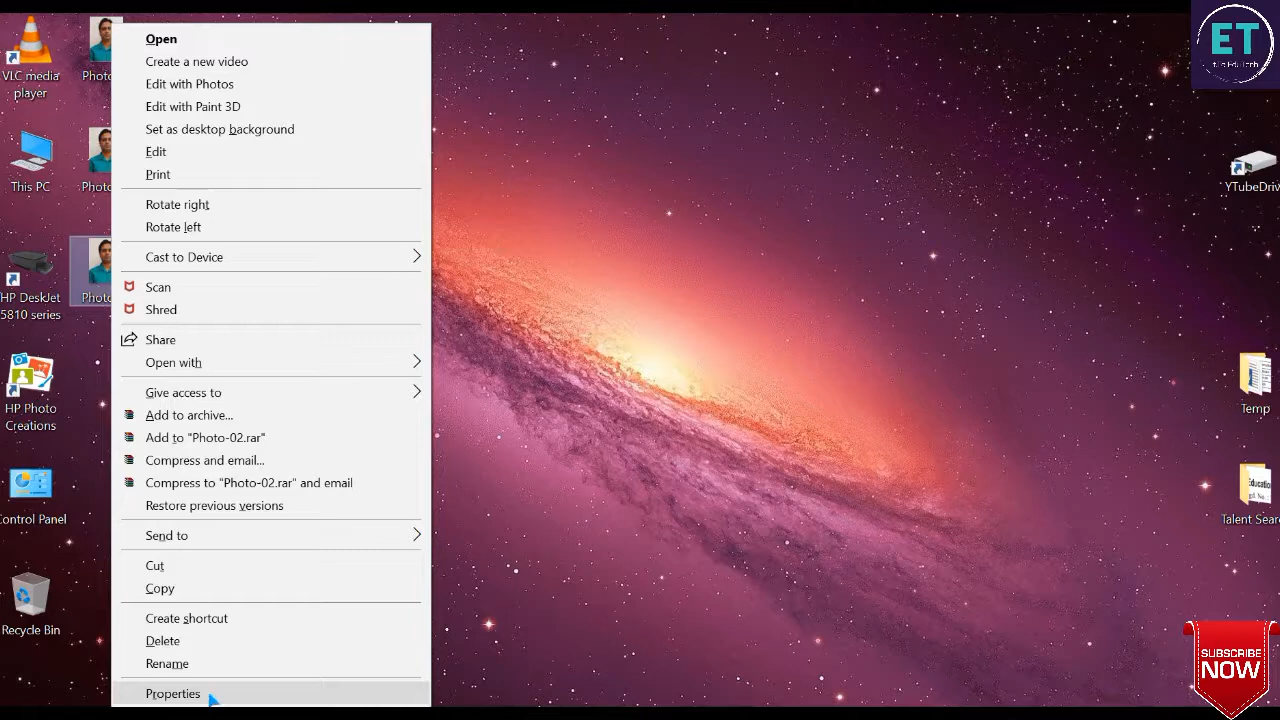 VLC media
player
This PC
HP DeskJet
5810 series
HP Photo
Creations
Control Panel
Recycle Bin
Photo
Photo
Photo
Open
Create a new video
Edit with Photos
Edit with Paint 3D
Set as desktop background
Edit
Print
Rotate right
Rotate left
Cast to Device
Scan
Shred
Share
Open with
Give access to
Add to archive...
Add to "Photo-02.rar"
Compress and email...
Compress to "Photo-02.rar" and email
Restore previous versions
Send to
Cut
Copy
Create shortcut
Delete
Rename
Properties
ET
YTubeDriv
Temp
Education
Talent Sear
SUBSCRIBE
NOW